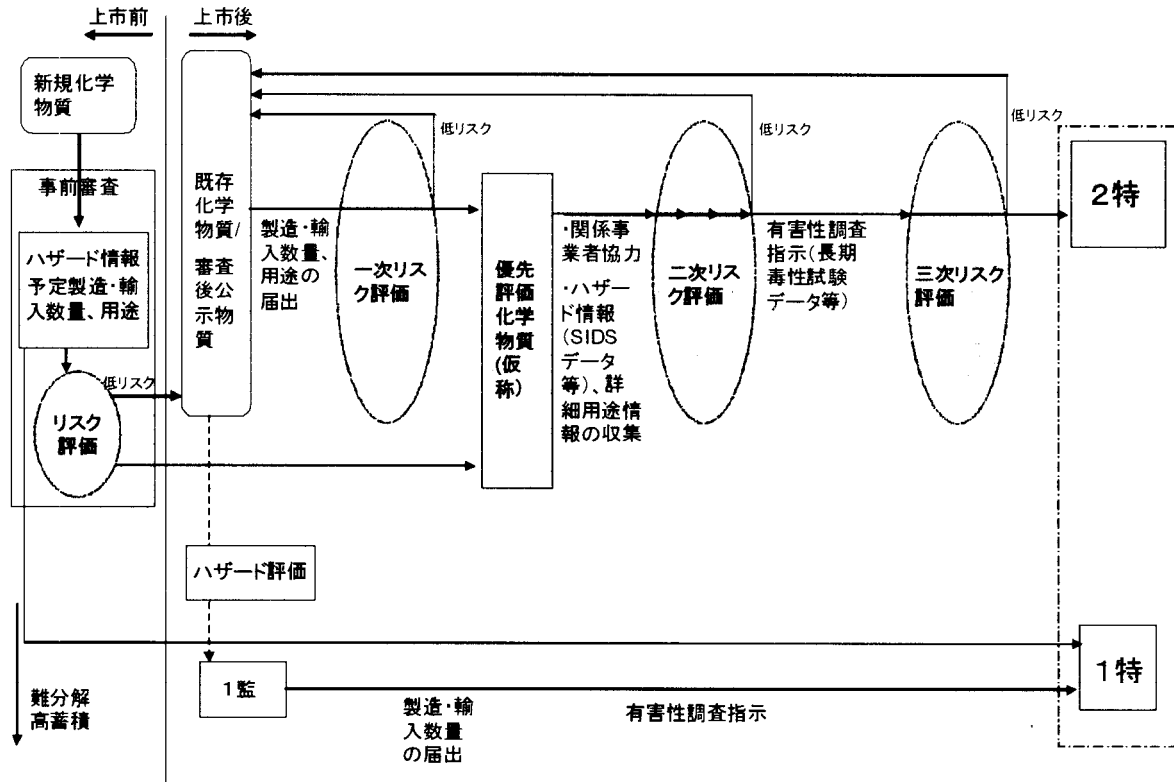 上市前
上市後
新規化学
物質
事前審査
ハザード情報
予定製造・輸
入数量、用途
低リスク
リスク
評価
既存
化学
物質/
審査
後公
示物
質
製造・輸
入数量、
用途の
届出
低リスク
一次リス
ク評価
優先
評価
化学
物質
(仮
称)
・関係事
業者協力
・ハザー
ド情報
(SIDS
データ
等)、詳
細用途情
報の収集
低リスク
二次リス
ク評価
有害性調査
指示(長期
毒性試験
データ等)
低リスク
三次リスク
評価
2特
ハザード評価
難分解
高蓄積
1監
製造・輸
入数量
の届出
有害性調査指示
1特